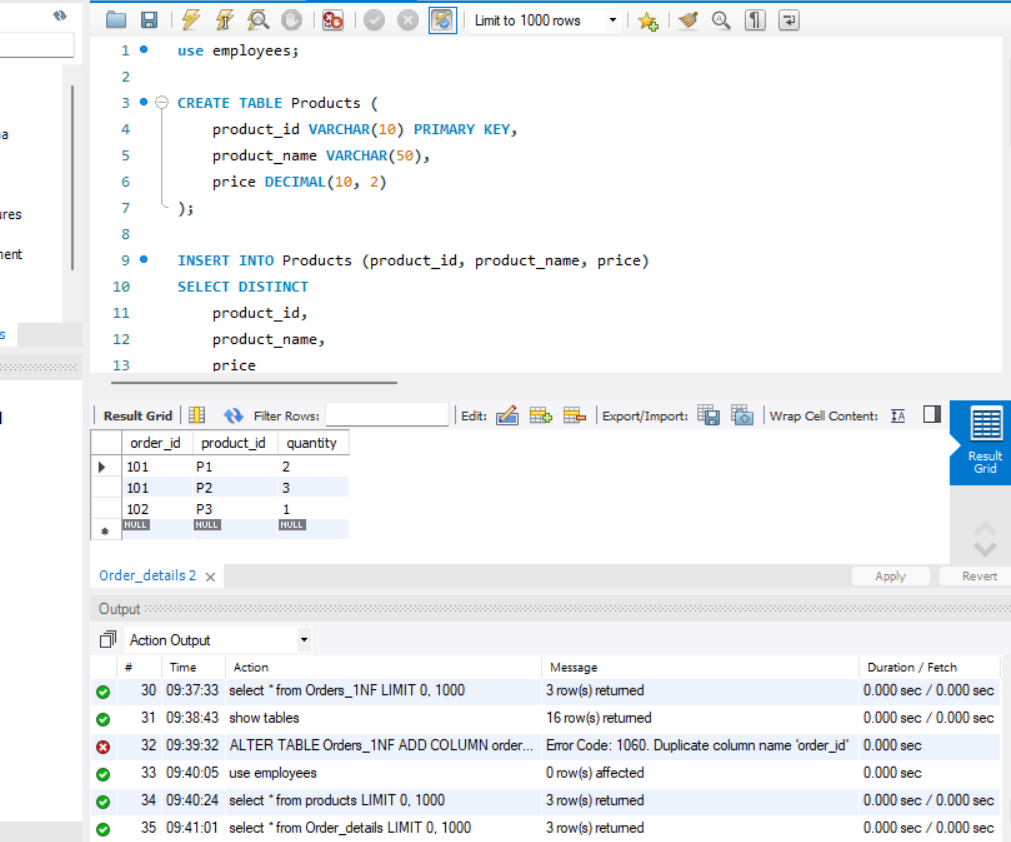 Limit to 1000 rows
1 use employees;
2
3 CREATE TABLE Products (
4 product_id VARCHAR(10) PRIMARY KEY,
5 product_name VARCHAR(50),
6 price DECIMAL(10, 2)
7 );
8
9 INSERT INTO Products (product_id, product_name, price)
10 SELECT DISTINCT
11 product_id,
12 product_name,
13 price
a
ures
nent
s
Result Grid Filter Rows: Edit: Export/Import: Wrap Cell Content: IA
order_id product_id quantity
101 P1 2
101 P2 3
102 P3 1
NULL NULL NULL
Result
Grid
Order_details 2 Apply Revert
Output
Action Output
# Time Action Message Duration / Fetch
30 09:37:33 select * from Orders_1NF LIMIT 0, 1000 3 row(s) returned 0.000 sec / 0.000 sec
31 09:38:43 show tables 16 row(s) returned 0.000 sec / 0.000 sec
32 09:39:32 ALTER TABLE Orders_1NF ADD COLUMN order... Error Code: 1060. Duplicate column name 'order_id' 0.000 sec
33 09:40:05 use employees 0 row(s) affected 0.000 sec
34 09:40:24 select * from products LIMIT 0, 1000 3 row(s) returned 0.000 sec / 0.000 sec
35 09:41:01 select * from Order_details LIMIT 0, 1000 3 row(s) returned 0.000 sec / 0.000 sec